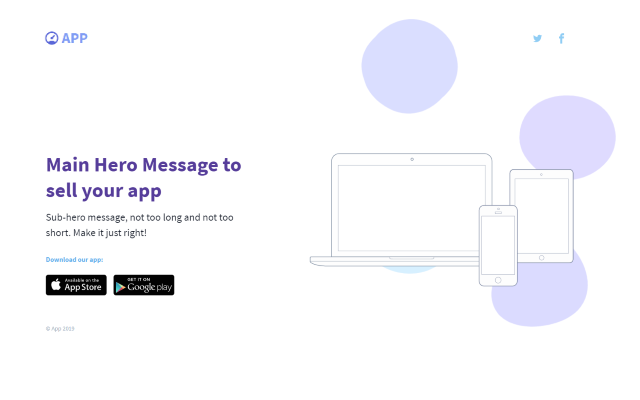 APP
Main Hero Message to
sell your app
Sub-hero message, not too long and not too
short. Make it just right!
Download our app:
Available on the
App Store
GET IT ON
Google play
© App 2019